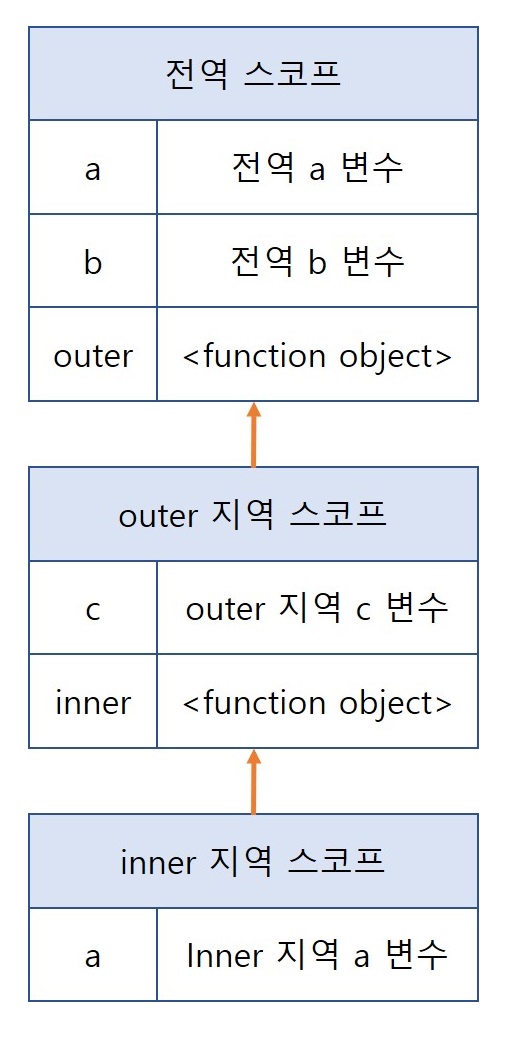 전역 스코프
a 전역 a 변수
b 전역 b 변수
outer <function object>
outer 지역 스코프
c outer 지역 c 변수
inner <function object>
inner 지역 스코프
a Inner 지역 a 변수